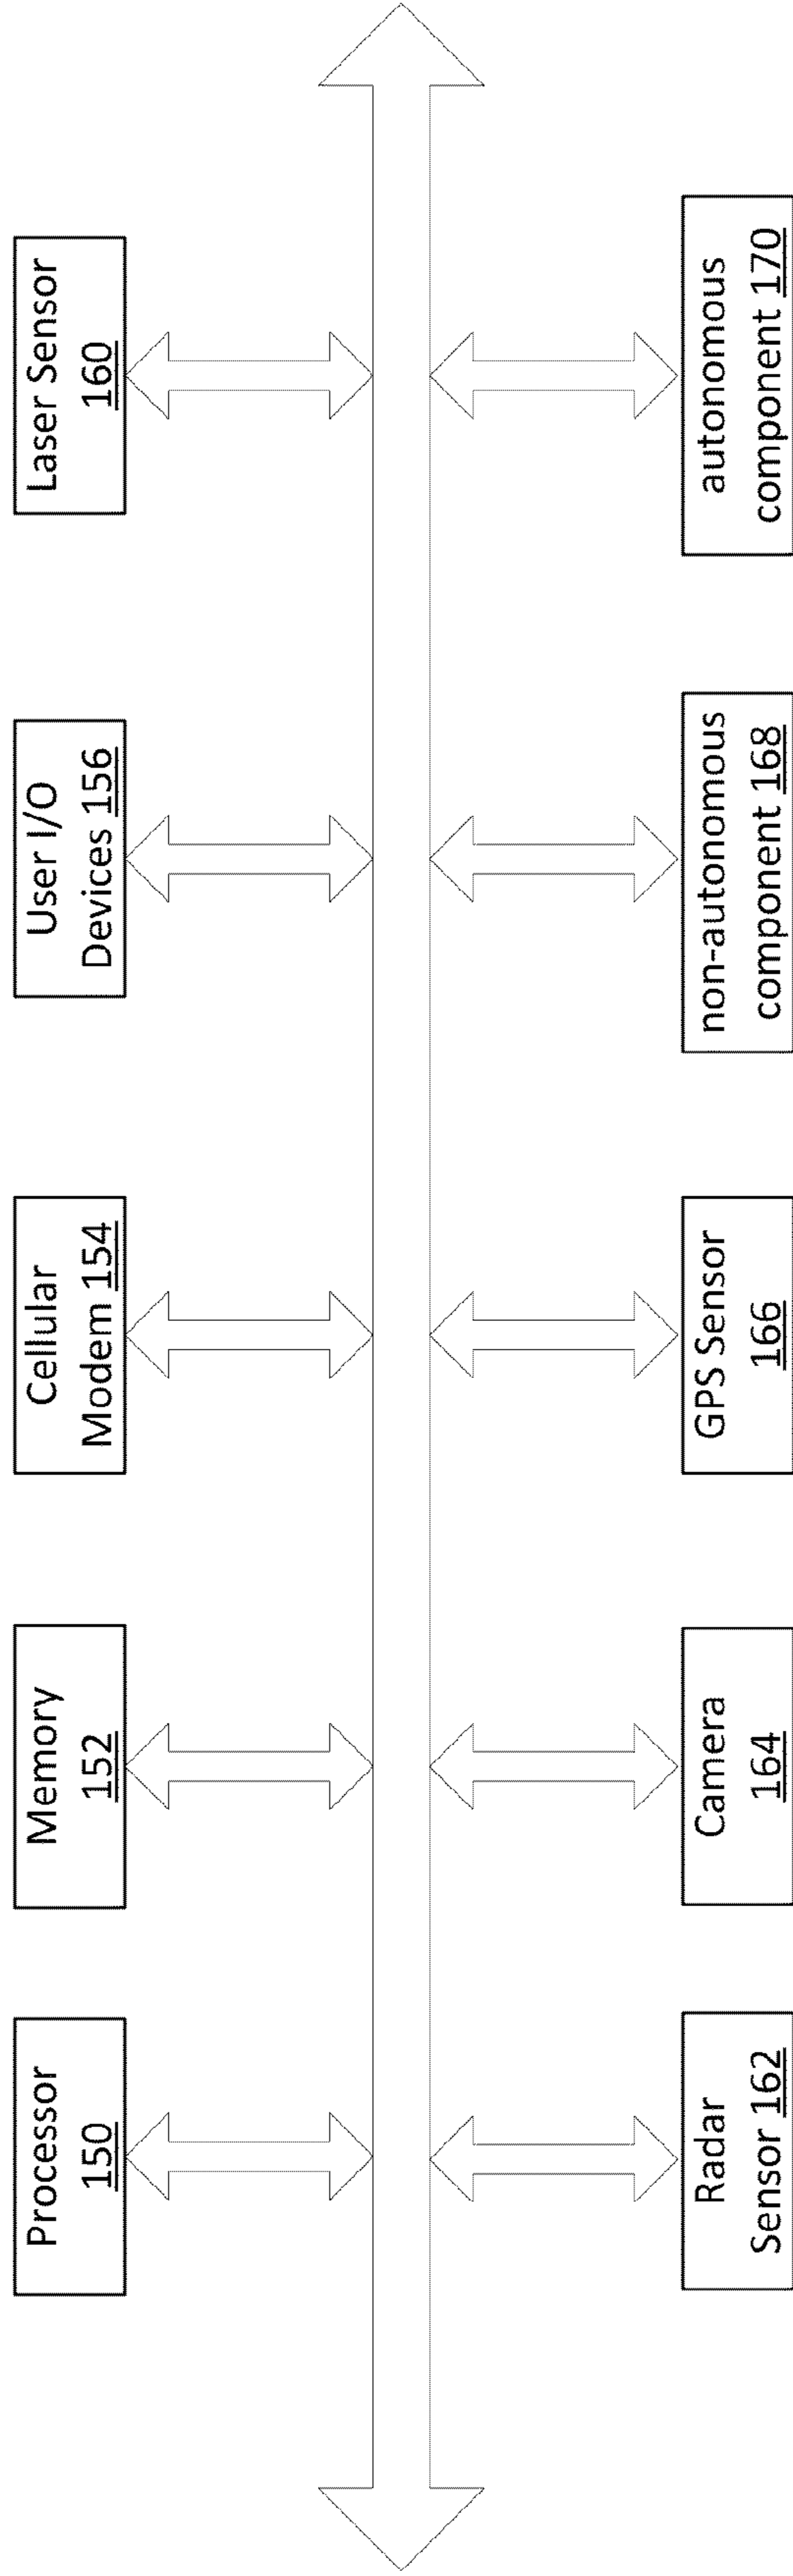 Processor
150
Memory
152
Cellular
Modem 154
User I/O
Devices 156
Laser Sensor
160
Radar
Sensor 162
Camera
164
GPS Sensor
166
non-autonomous
component 168
autonomous
component 170